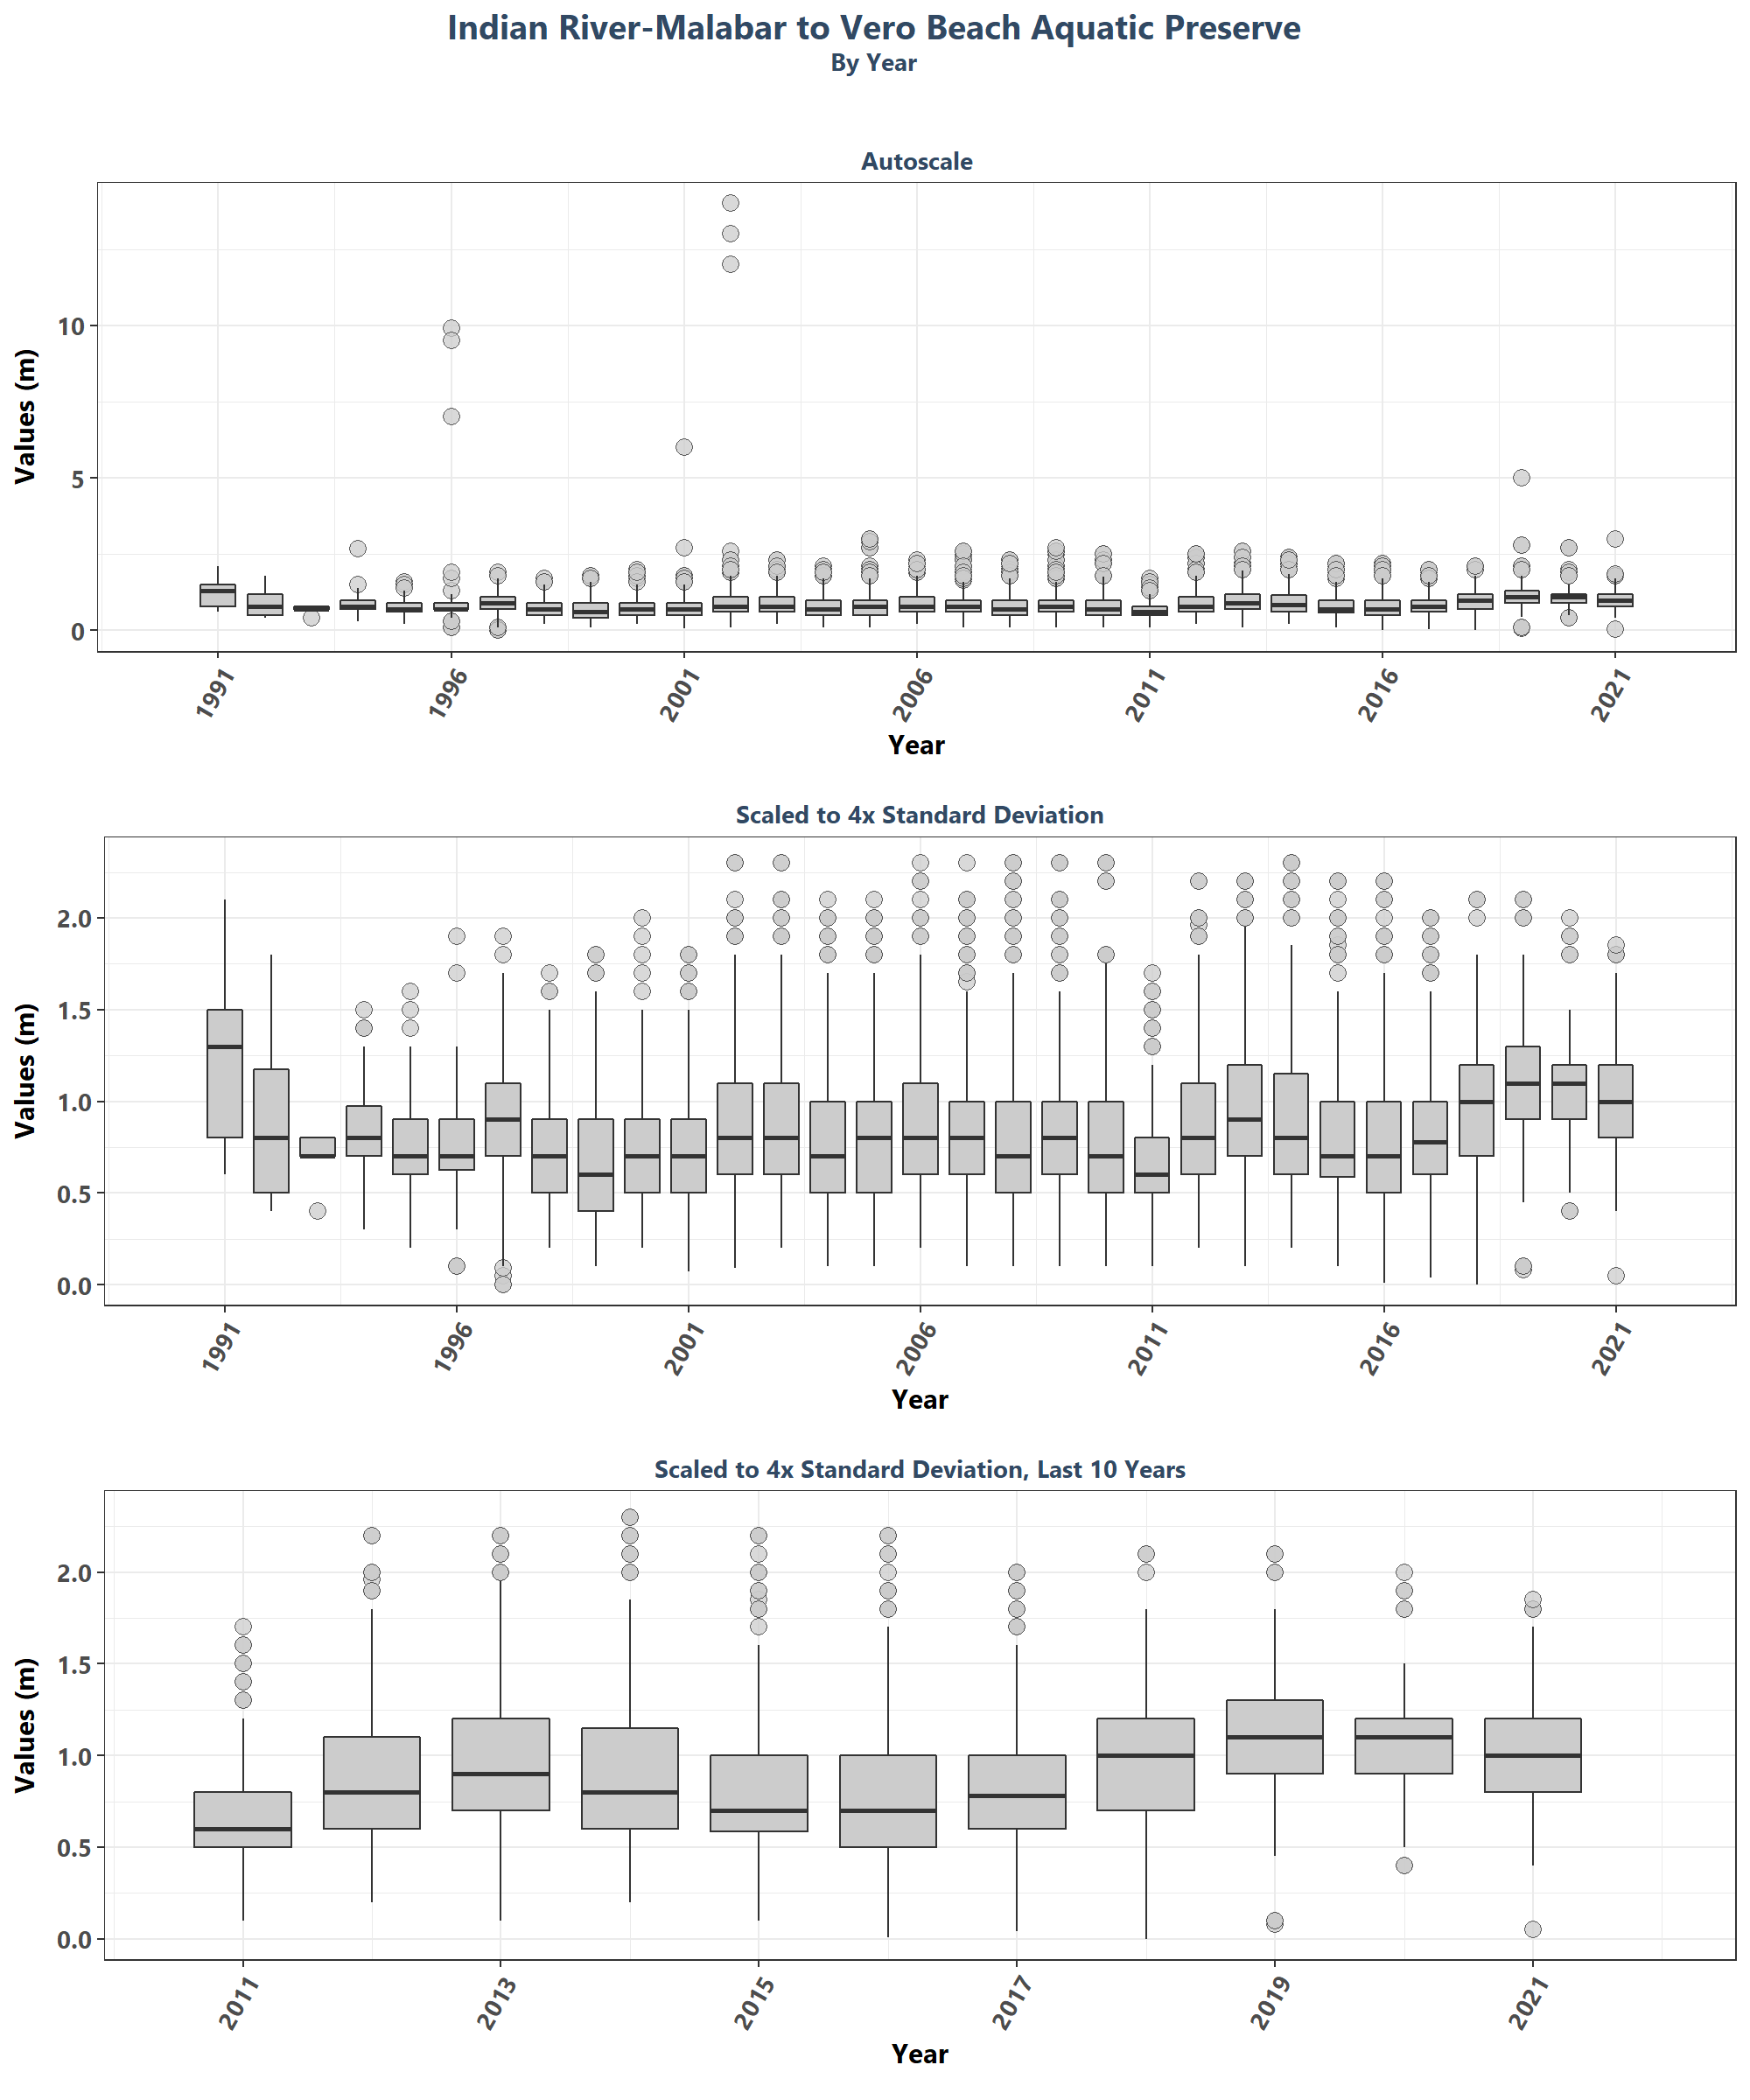 Indian River-Malabar to Vero Beach Aquatic Preserve
By Year
Autoscale
Values (m)
10
5
0
1991 1996 2001 2006 2011 2016 2021
Year
Scaled to 4x Standard Deviation
Values (m)
2.0
1.5
1.0
0.5
0.0
1991 1996 2001 2006 2011 2016 2021
Year
Scaled to 4x Standard Deviation, Last 10 Years
Values (m)
2.0
1.5
1.0
0.5
0.0
2011 2013 2015 2017 2019 2021
Year